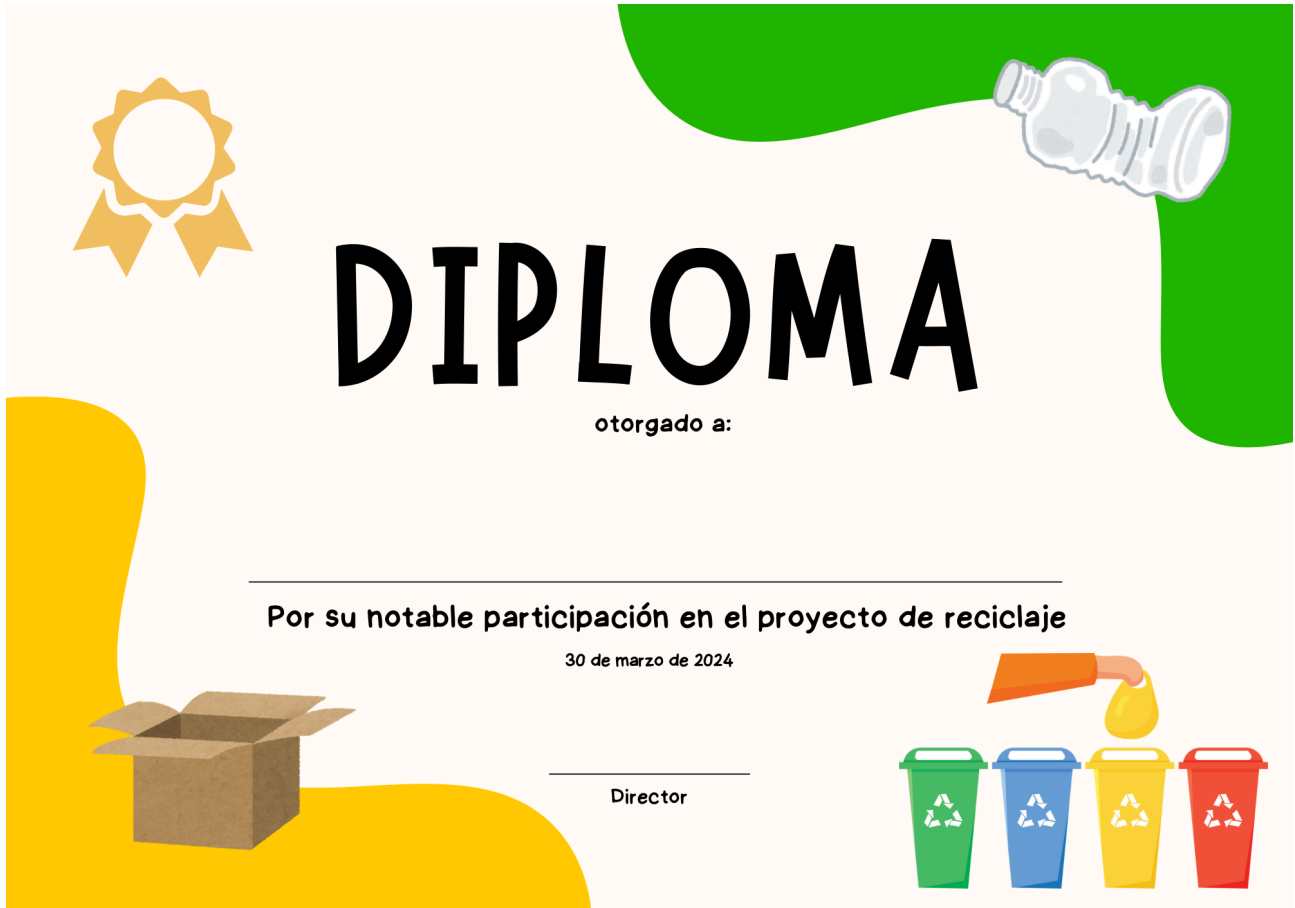 DIPLOMA
otorgado a:
Por su notable participación en el proyecto de reciclaje
30 de marzo de 2024
Director